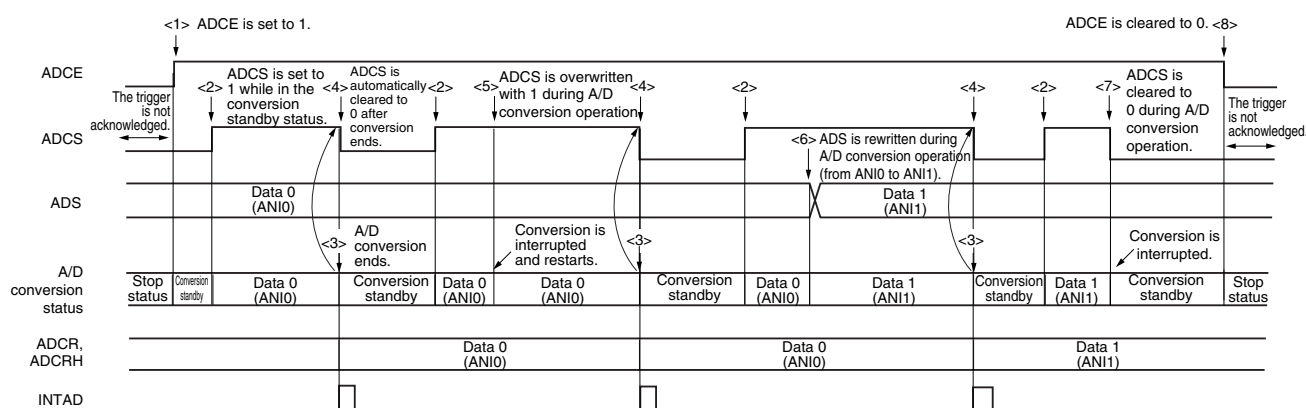 <1> ADCE is set to 1.
ADCE is cleared to 0. <8>
ADCE
The trigger
is not
acknowledged.
<2>
ADCS is set to
1 while in the
conversion
standby status.
<4>
ADCS is
automatically
cleared to
0 after
conversion
ends.
<2>
<5>
ADCS is overwritten
with 1 during A/D
conversion operation
<4>
<2>
<4>
<2>
<7>
ADCS is
cleared to
0 during A/D
conversion
operation.
The trigger
is not
acknowledged.
ADCS
<6> ADS is rewritten during
A/D conversion operation
(from ANI0 to ANI1).
ADS
Data 0
(ANI0)
Data 1
(ANI1)
<3>
A/D
conversion
ends.
Conversion is
interrupted
and restarts.
<3>
<3>
Conversion is
interrupted.
A/D
conversion
status
Stop
status
Conversion
standby
Data 0
(ANI0)
Conversion
standby
Data 0
(ANI0)
Data 0
(ANI0)
Conversion
standby
Data 0
(ANI0)
Data 1
(ANI1)
Conversion
standby
Data 1
(ANI1)
Conversion
standby
Stop
status
ADCR,
ADCRH
Data 0
(ANI0)
Data 0
(ANI0)
Data 1
(ANI1)
INTAD